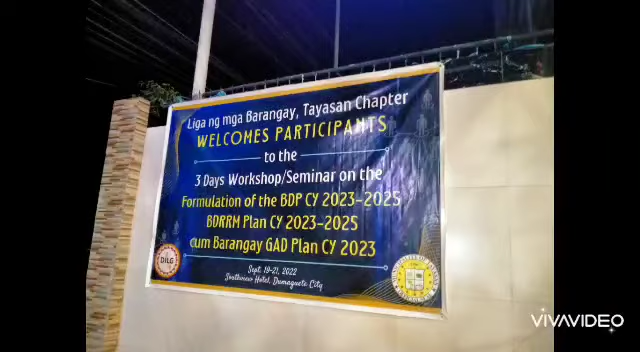 Liga ng mga Barangay, Tayasan Chapter
WELCOMES PARTICIPANTS
to the
3 Days Workshop/Seminar on the
Formulation of the BDP CY 2023-2025
BDRRM Plan CY 2023-2025
cum Barangay GAD Plan CY 2023
Sept. 19-21, 2022
Southview Hotel, Dumaguete City
DILG
VIVAVIDEO